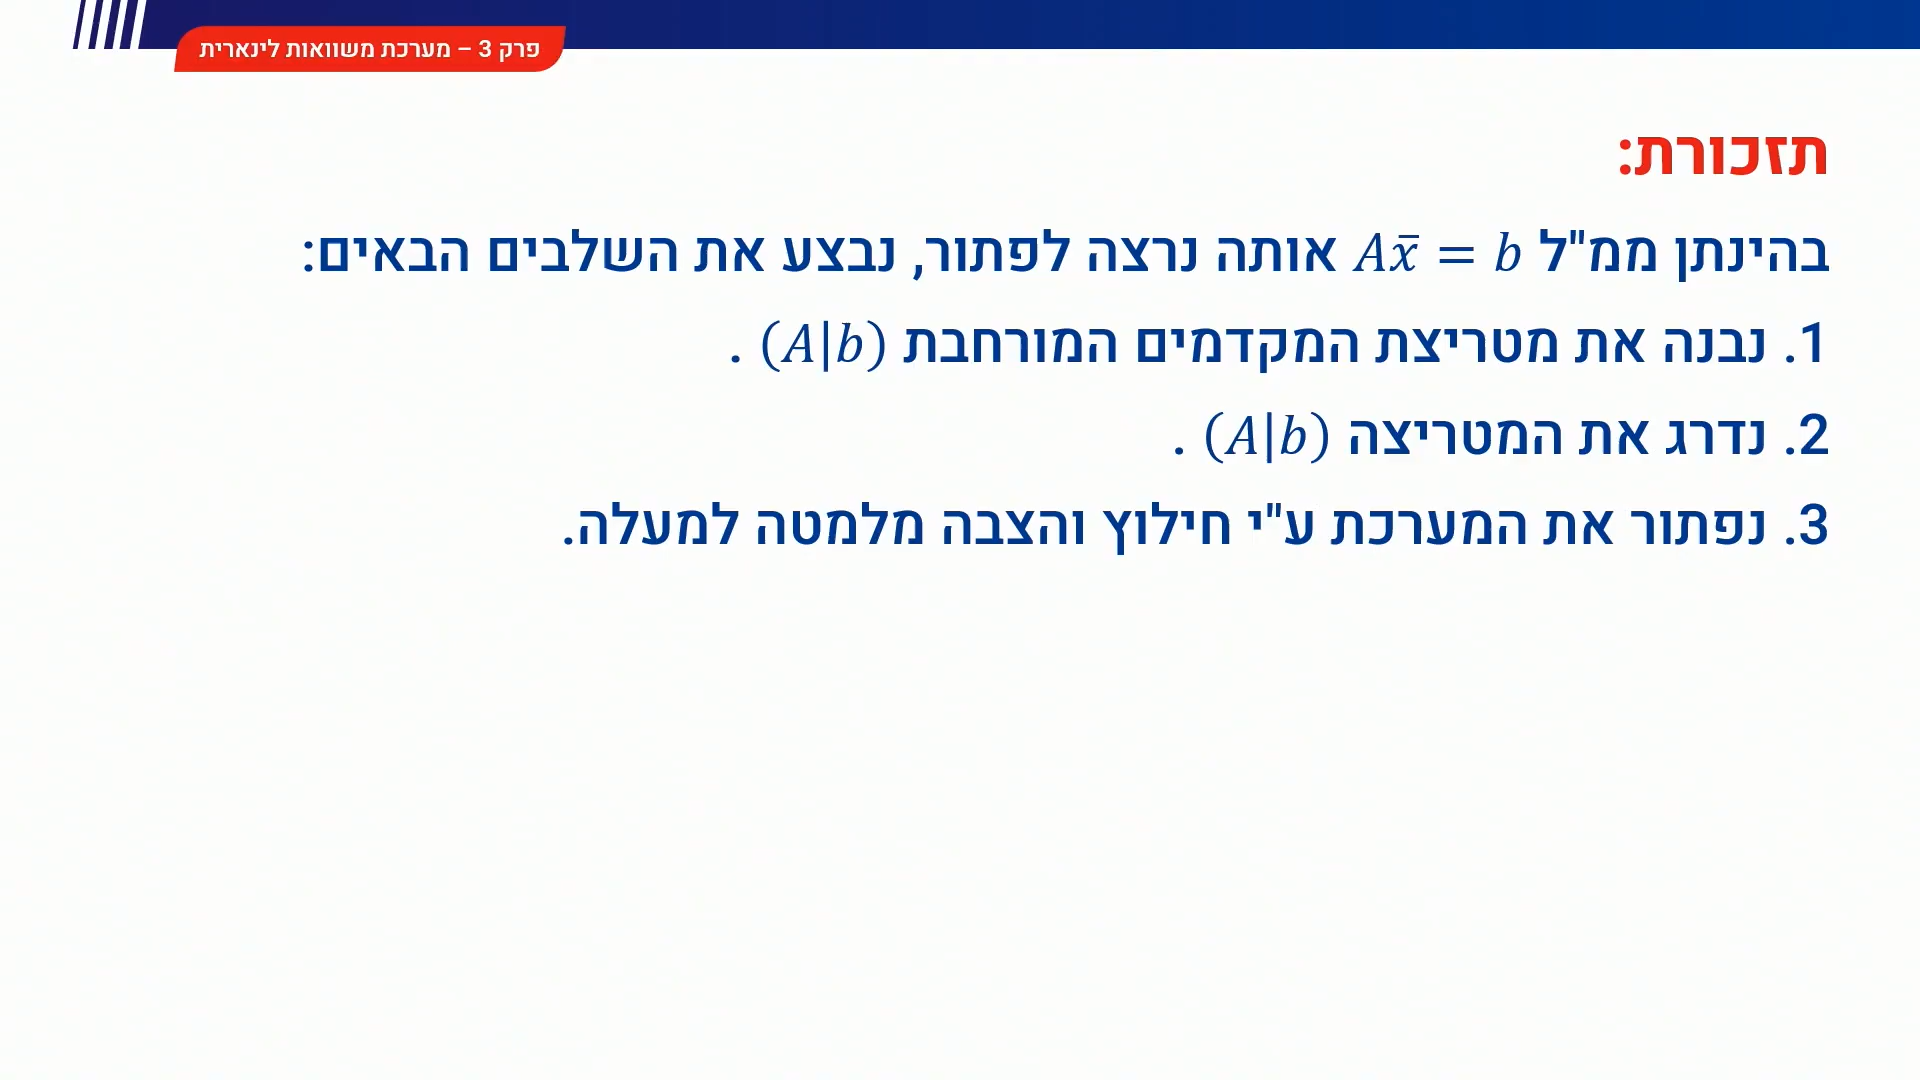 פרק 3 – מערכת משוואות לינארית
תזכורת:
בהינתן ממ"ל Ax̄ = b אותה נרצה לפתור, נבצע את השלבים הבאים:
1. נבנה את מטריצת המקדמים המורחבת (A|b) .
2. נדרג את המטריצה (A|b) .
3. נפתור את המערכת ע"י חילוץ והצבה מלמטה למעלה.